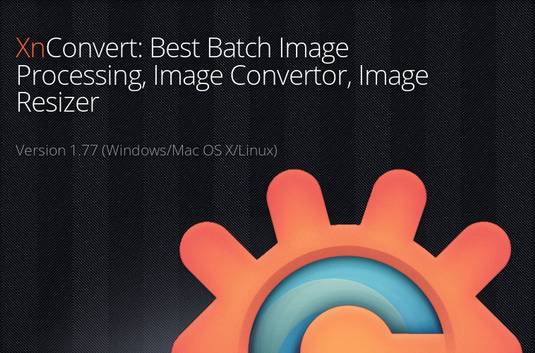 XnConvert: Best Batch Image
Processing, Image Convertor, Image
Resizer
Version 1.77 (Windows/Mac OS X/Linux)